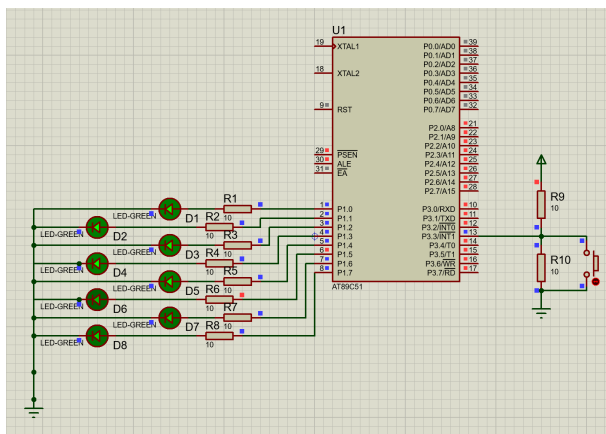 U1
19 XTAL1 P0.0/AD0 39
P0.1/AD1 38
P0.2/AD2 37
18 XTAL2 P0.3/AD3 36
P0.4/AD4 35
P0.5/AD5 34
P0.6/AD6 33
9 RST P0.7/AD7 32
P2.0/A8 21
P2.1/A9 22
P2.2/A10 23
P2.3/A11 24
29 PSEN P2.4/A12 25
30 ALE P2.5/A13 26
31 EA P2.6/A14 27
P2.7/A15 28
1 P1.0 P3.0/RXD 10
2 P1.1 P3.1/TXD 11
3 P1.2 P3.2/INT0 12
4 P1.3 P3.3/INT1 13
5 P1.4 P3.4/T0 14
6 P1.5 P3.5/T1 15
7 P1.6 P3.6/WR 16
8 P1.7 P3.7/RD 17
AT89C51
R1
10
LED-GREEN D1
R2
10
LED-GREEN D2
R3
10
LED-GREEN D3
R4
10
LED-GREEN D4
R5
10
LED-GREEN D5
R6
10
LED-GREEN D6
R7
10
LED-GREEN D7
R8
10
LED-GREEN D8
R9
10
R10
10